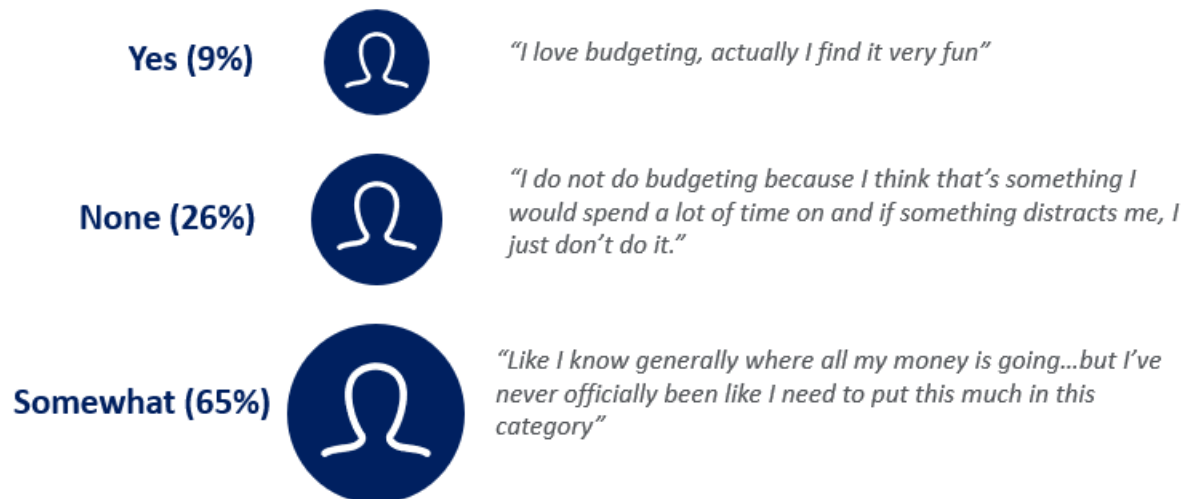 Yes (9%)
“I love budgeting, actually I find it very fun”
None (26%)
“I do not do budgeting because I think that’s something I
would spend a lot of time on and if something distracts me, I
just don’t do it.”
Somewhat (65%)
“Like I know generally where all my money is going…but I’ve
never officially been like I need to put this much in this
category”